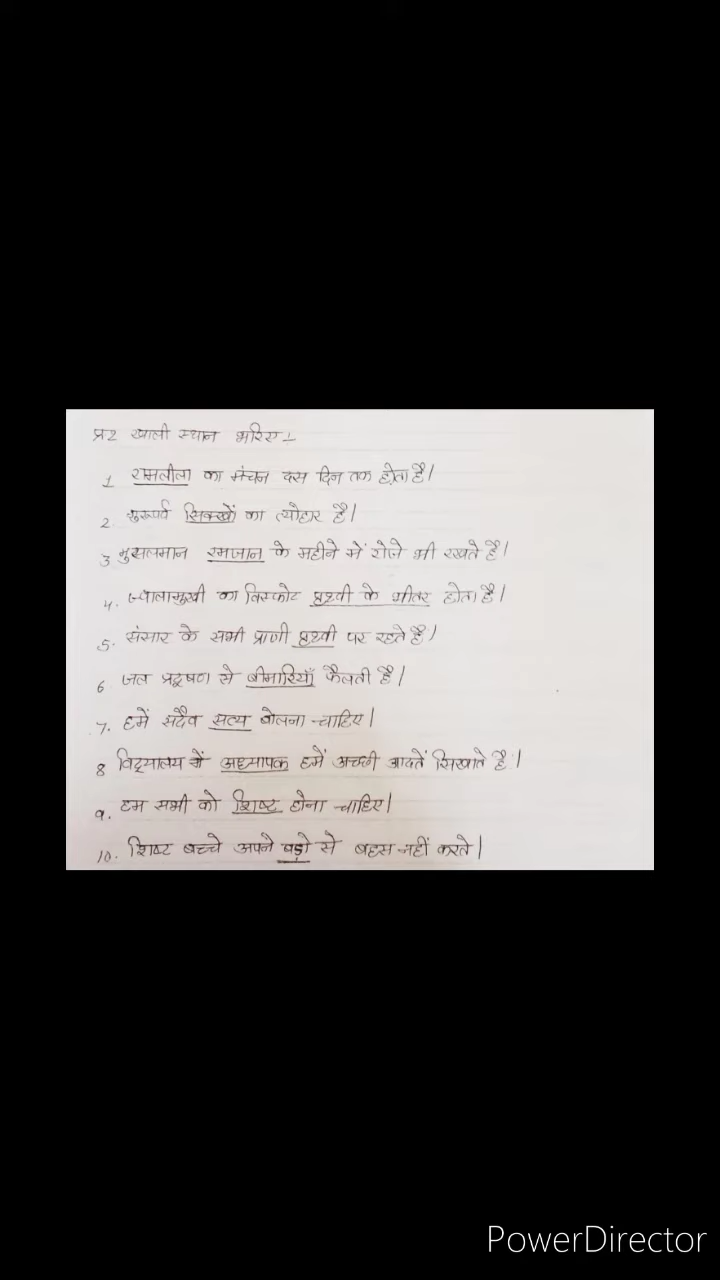 प्र2 खाली स्थान भरिए :-
1 रामलीला का मंचन दस दिन तक होता है।
2. गुरुपर्व सिक्खों का त्योहार है।
3 मुसलमान रमजान के महीने में रोज़े भी रखते है।
4. ज्वालामुखी का विस्फोट पृथ्वी के भीतर होता है।
5. संसार के सभी प्राणी पृथ्वी पर रहते है।
6 जल प्रदूषण से बीमारियाँ फैलती है।
7. हमें सदैव सत्य बोलना चाहिए।
8 विद्यालय में अध्यापक हमें अच्छी आदतें सिखाते है।
9. हम सभी को शिष्ट होना चाहिए।
10. शिष्ट बच्चे अपने बड़ो से बहस नहीं करते।
PowerDirector